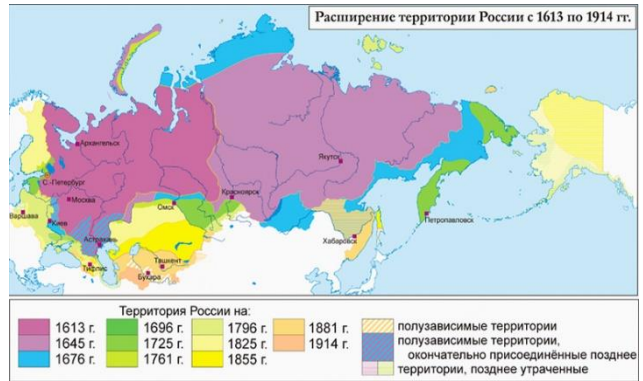 Расширение территории России с 1613 по 1914 гг.
Архангельск
С.-Петербург
Москва
Варшава
Киев
Астрахань
Тифлис
Омск
Красноярск
Якутск
Петропавловск
Хабаровск
Ташкент
Бухара
Территория России на:
1613 г. 1696 г. 1796 г. 1881 г.
1645 г. 1725 г. 1825 г. 1914 г.
1676 г. 1761 г. 1855 г.
полузависимые территории
полузависимые территории,
окончательно присоединённые позднее
территории, позднее утраченные